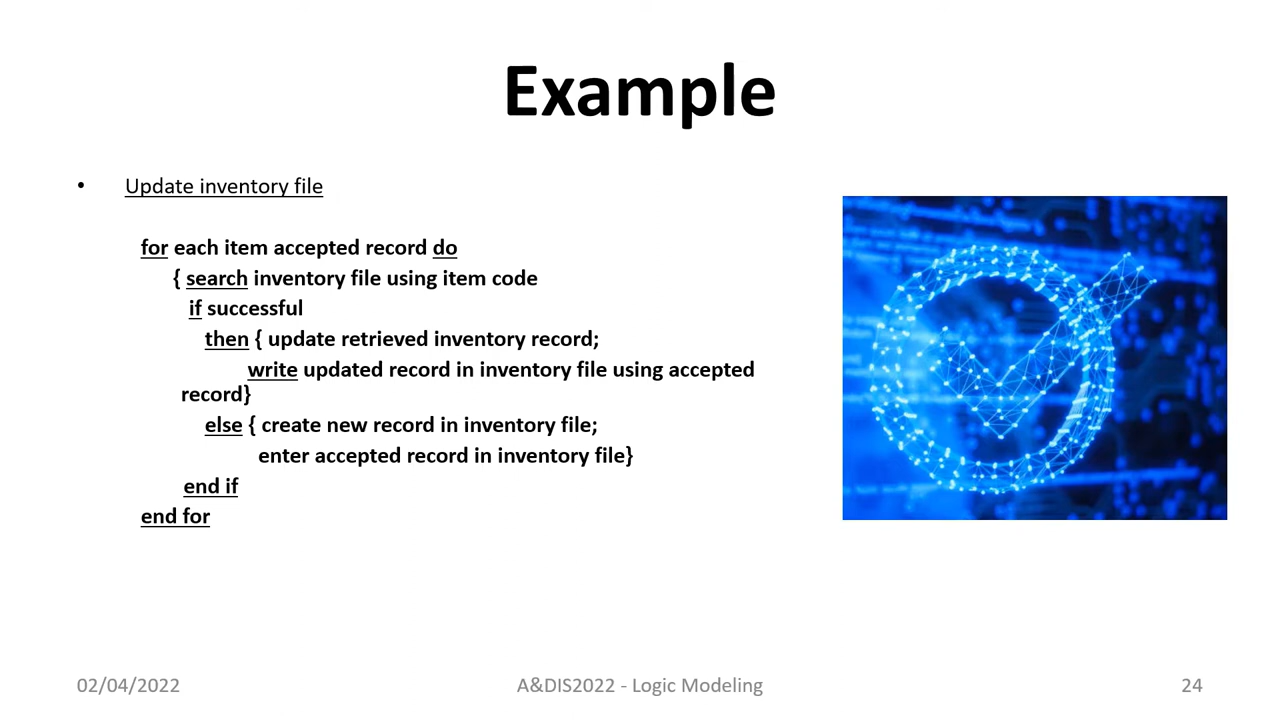 Example
• Update inventory file
for each item accepted record do
{ search inventory file using item code
if successful
then { update retrieved inventory record;
write updated record in inventory file using accepted
record}
else { create new record in inventory file;
enter accepted record in inventory file}
end if
end for
02/04/2022
A&DIS2022 - Logic Modeling
24